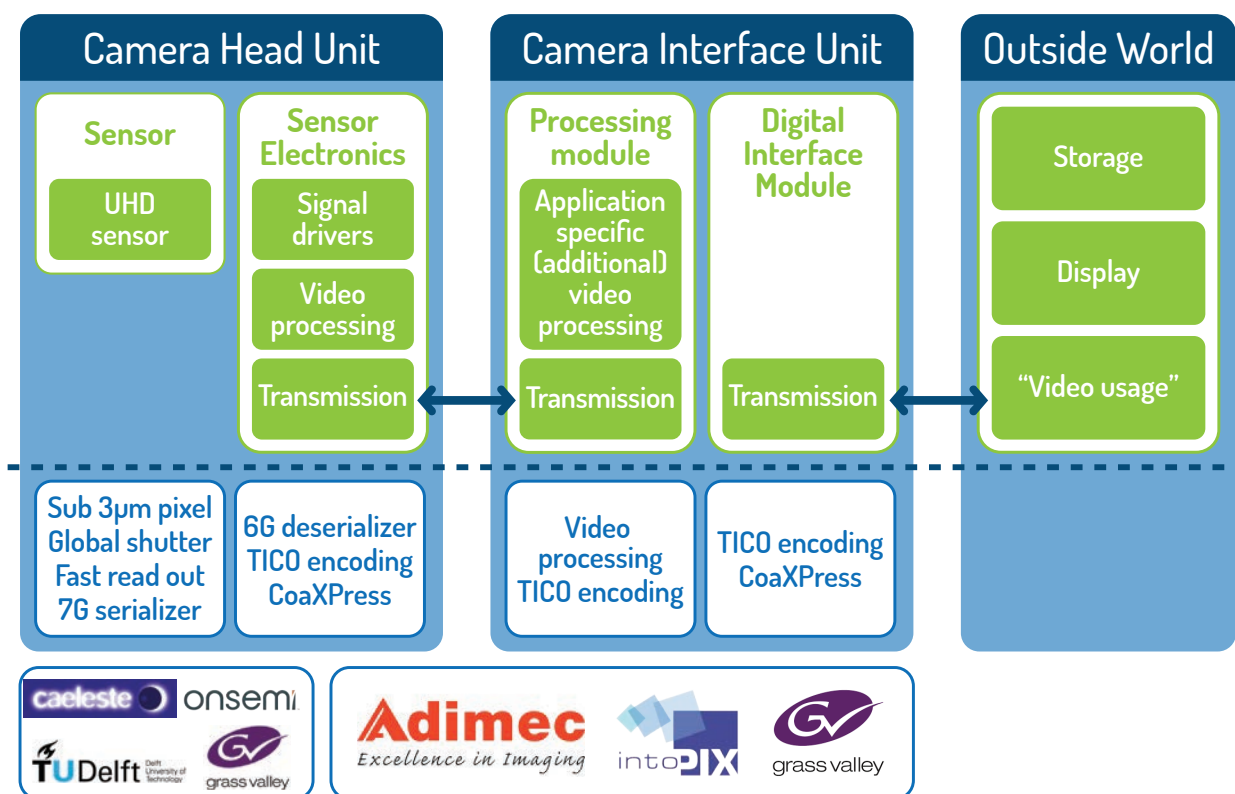 Camera Head Unit
Sensor
UHD
sensor
Sensor
Electronics
Signal
drivers
Video
processing
Transmission
Camera Interface Unit
Processing
module
Application
specific
(additional)
video
processing
Transmission
Digital
Interface
Module
Transmission
Outside World
Storage
Display
“Video usage”
Sub 3µm pixel
Global shutter
Fast read out
7G serializer
6G deserializer
TICO encoding
CoaXPress
Video
processing
TICO encoding
TICO encoding
CoaXPress
caeleste
onsemi
TUDelft
Delft
University of
Technology
GV
grass valley
Adimec
Excellence in Imaging
intoPIX
GV
grass valley